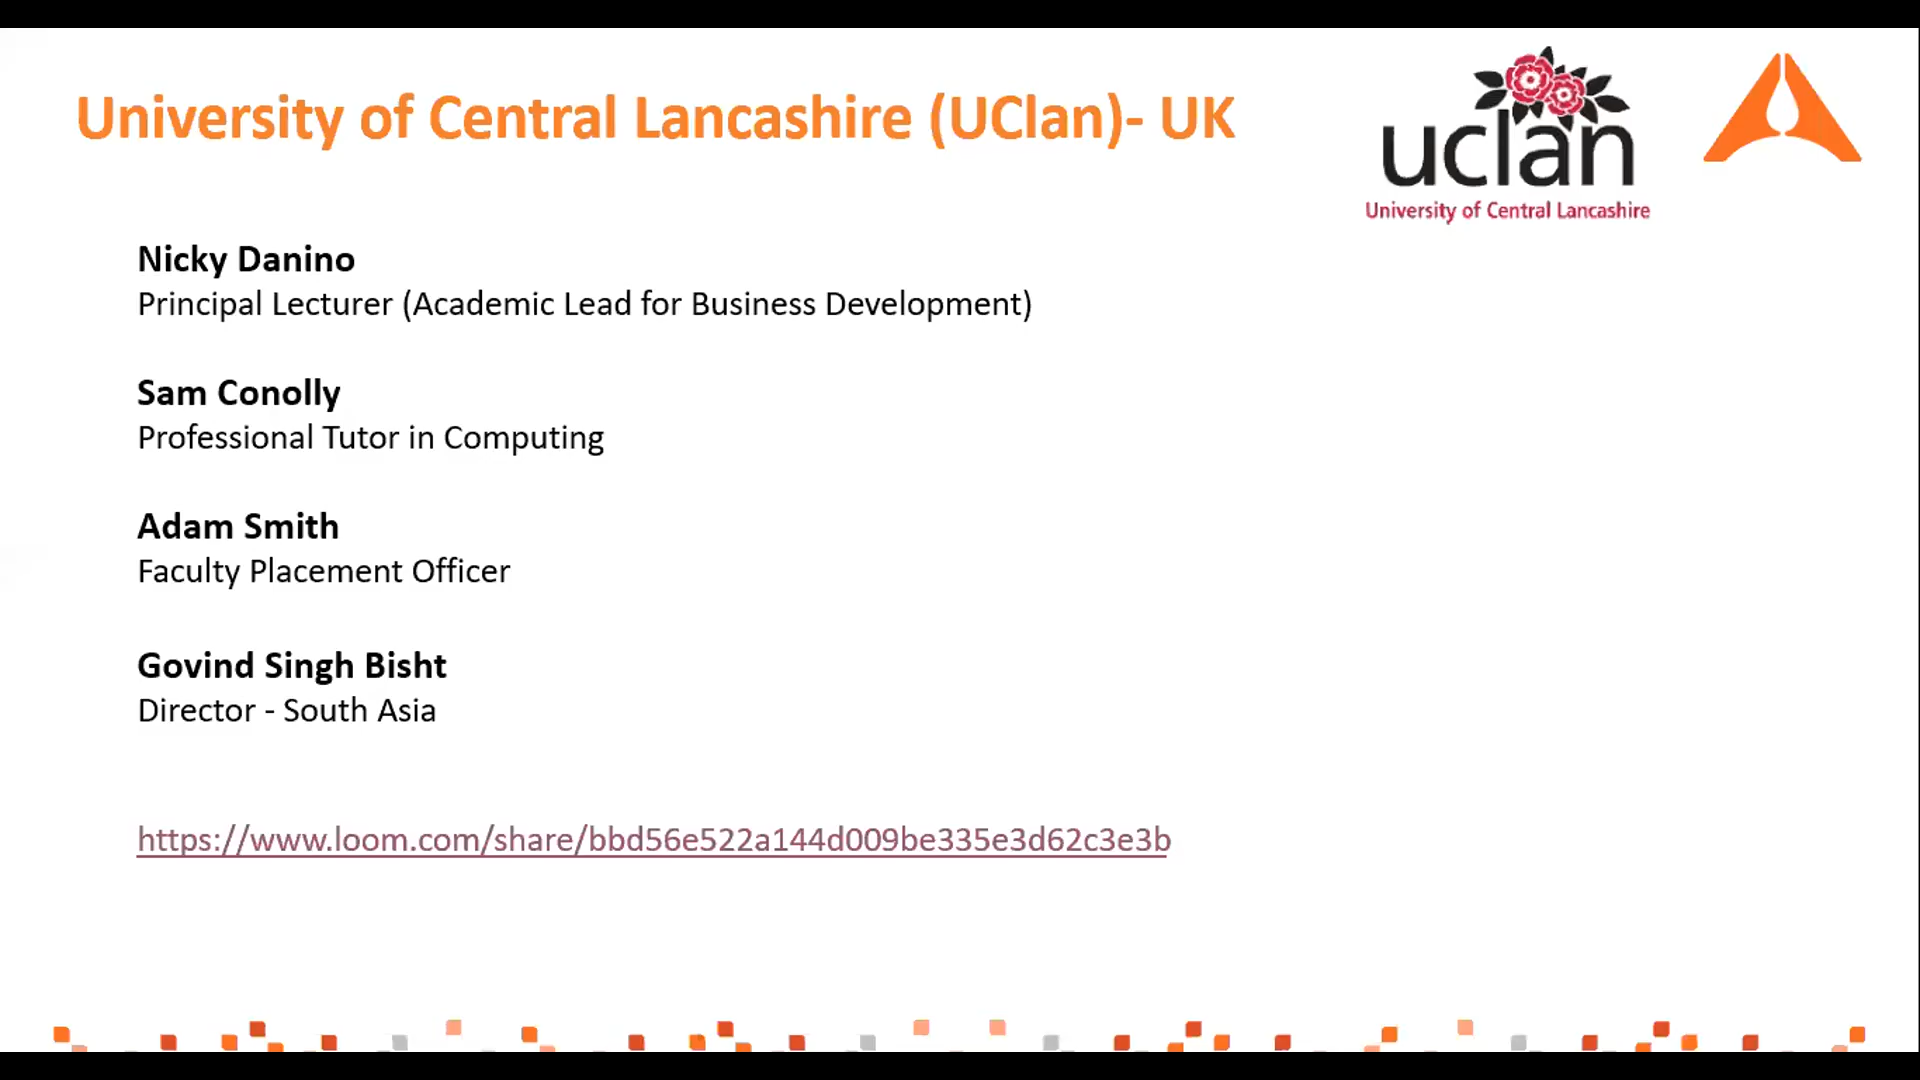 University of Central Lancashire (UClan)- UK
uclan
University of Central Lancashire
Nicky Danino
Principal Lecturer (Academic Lead for Business Development)
Sam Conolly
Professional Tutor in Computing
Adam Smith
Faculty Placement Officer
Govind Singh Bisht
Director - South Asia
https://www.loom.com/share/bbd56e522a144d009be335e3d62c3e3b